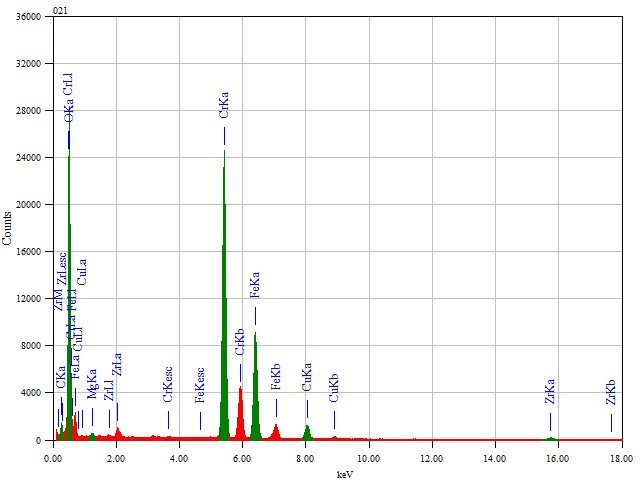 36000
021
32000
28000
24000
20000
16000
12000
8000
4000
0
Counts
ZrM
CKa
ZrLesc
OKa CrLl
CrLa FeLl
FeLa
CuLl
CuLa
MgKa
ZrLl
ZrLa
CrKesc
FeKesc
CrKa
CrKb
FeKa
FeKb
CuKa
CuKb
ZrKa
ZrKb
0.00 2.00 4.00 6.00 8.00 10.00 12.00 14.00 16.00 18.00
keV